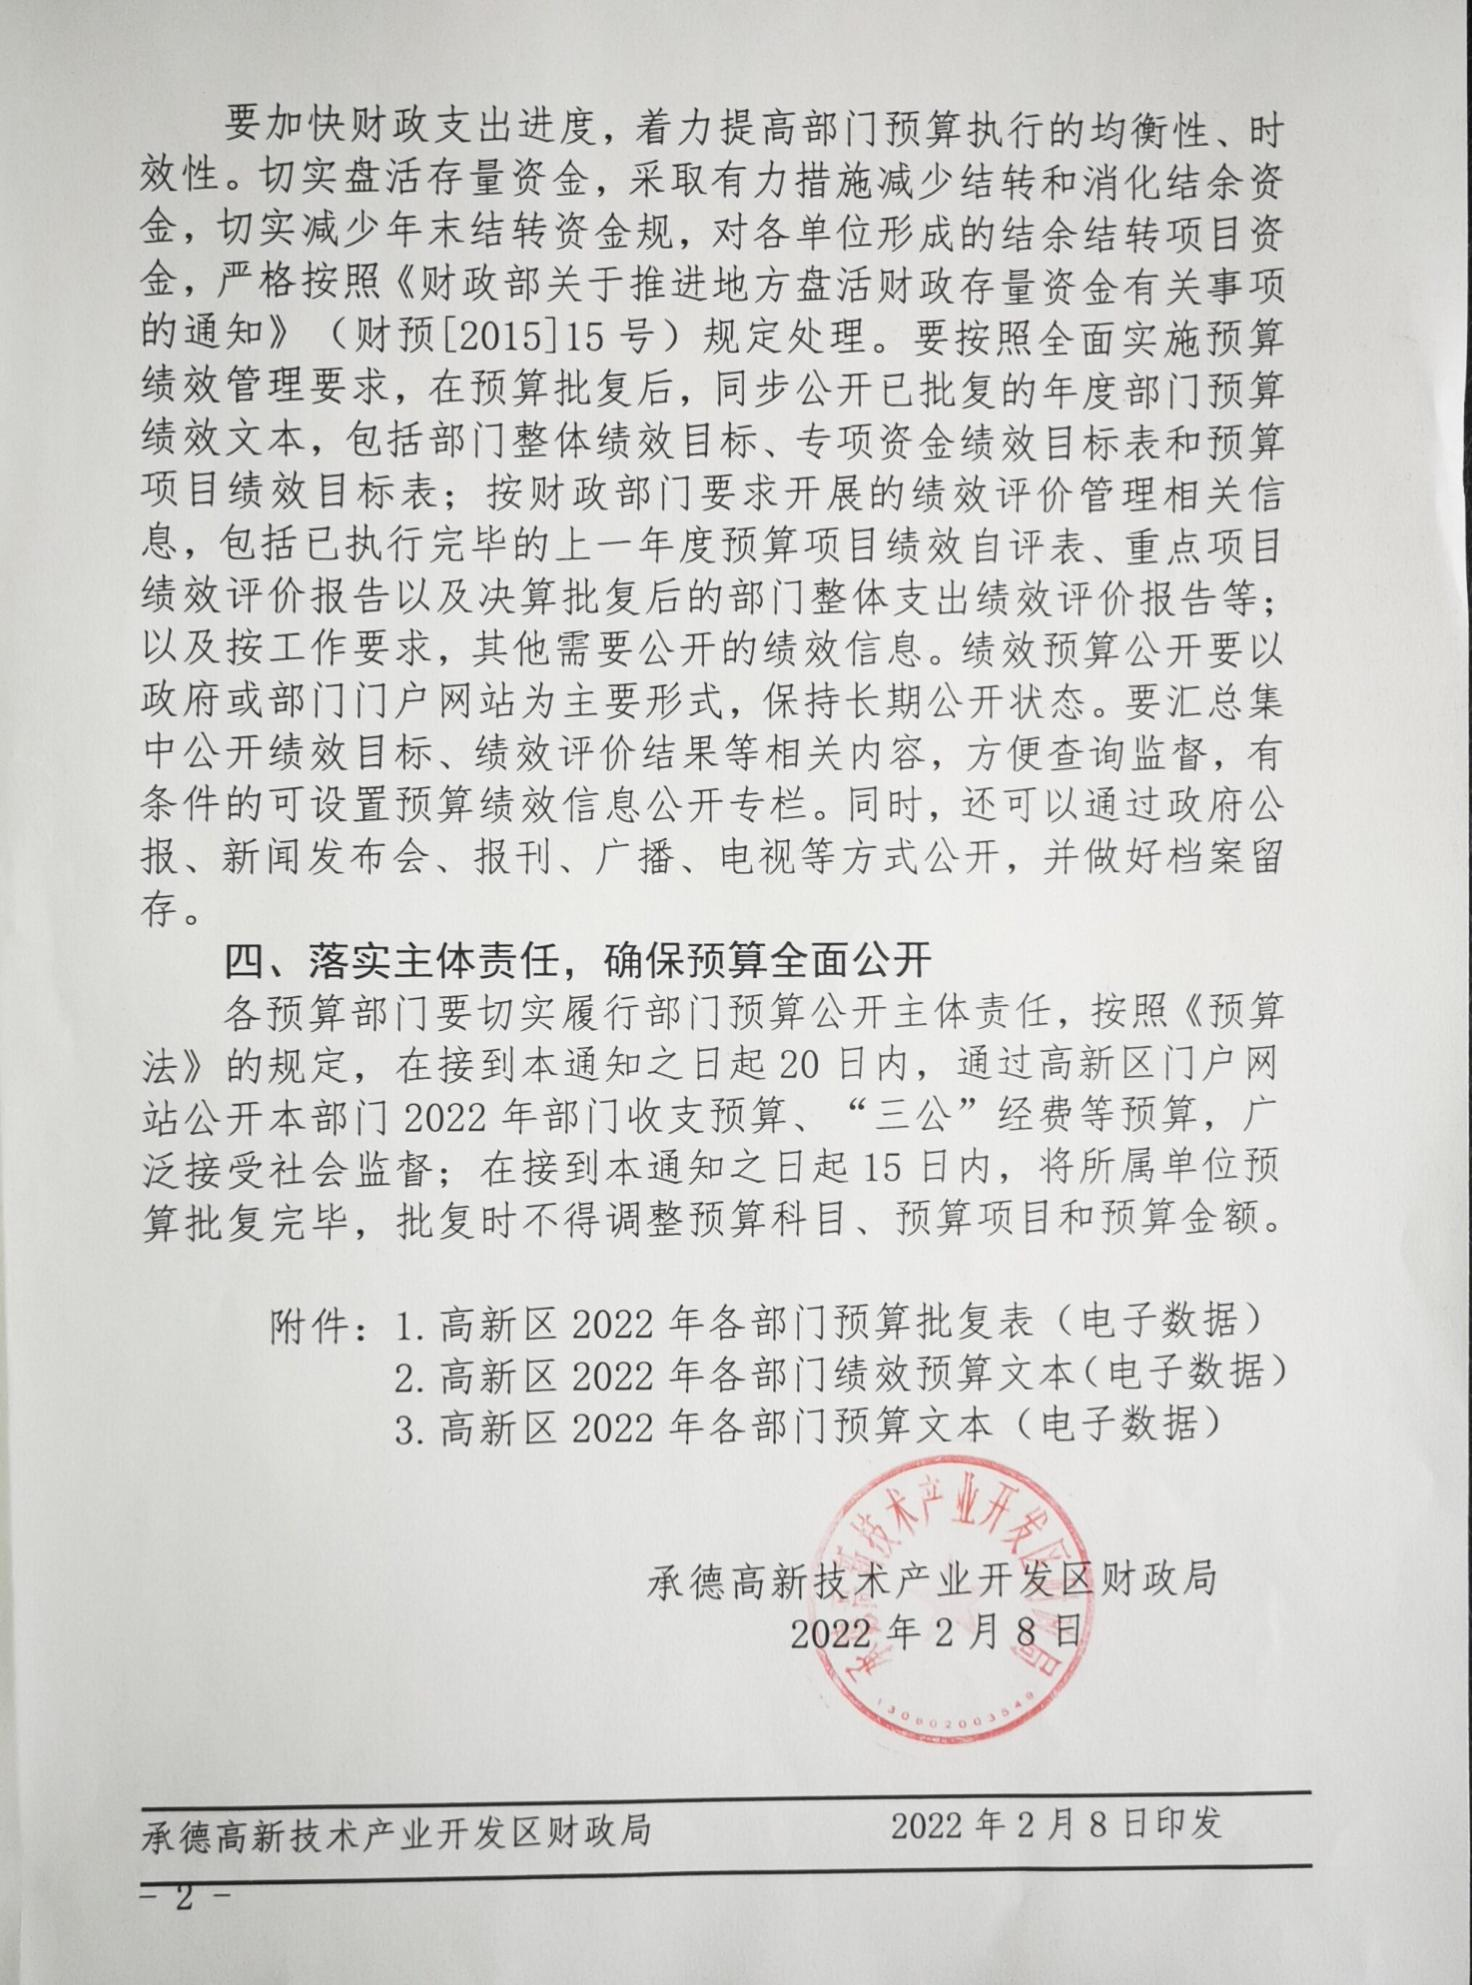 要加快财政支出进度，着力提高部门预算执行的均衡性、时
效性。切实盘活存量资金，采取有力措施减少结转和消化结余资
金，切实减少年末结转资金规，对各单位形成的结余结转项目资
金，严格按照《财政部关于推进地方盘活财政存量资金有关事项
的通知》（财预[2015]15 号）规定处理。要按照全面实施预算
绩效管理要求，在预算批复后，同步公开已批复的年度部门预算
绩效文本，包括部门整体绩效目标、专项资金绩效目标表和预算
项目绩效目标表；按财政部门要求开展的绩效评价管理相关信
息，包括已执行完毕的上一年度预算项目绩效自评表、重点项目
绩效评价报告以及决算批复后的部门整体支出绩效评价报告等；
以及按工作要求，其他需要公开的绩效信息。绩效预算公开要以
政府或部门门户网站为主要形式，保持长期公开状态。要汇总集
中公开绩效目标、绩效评价结果等相关内容，方便查询监督，有
条件的可设置预算绩效信息公开专栏。同时，还可以通过政府公
报、新闻发布会、报刊、广播、电视等方式公开，并做好档案留
存。
四、落实主体责任，确保预算全面公开
各预算部门要切实履行部门预算公开主体责任，按照《预算
法》的规定，在接到本通知之日起 20 日内，通过高新区门户网
站公开本部门 2022 年部门收支预算、“三公”经费等预算，广
泛接受社会监督；在接到本通知之日起 15 日内，将所属单位预
算批复完毕，批复时不得调整预算科目、预算项目和预算金额。
附件：1. 高新区 2022 年各部门预算批复表（电子数据）
2. 高新区 2022 年各部门绩效预算文本（电子数据）
3. 高新区 2022 年各部门预算文本（电子数据）
承德高新技术产业开发区财政局
2022 年 2 月 8 日
承德高新技术产业开发区财政局
130802003549
承德高新技术产业开发区财政局 2022 年 2 月 8 日印发
- 2 -